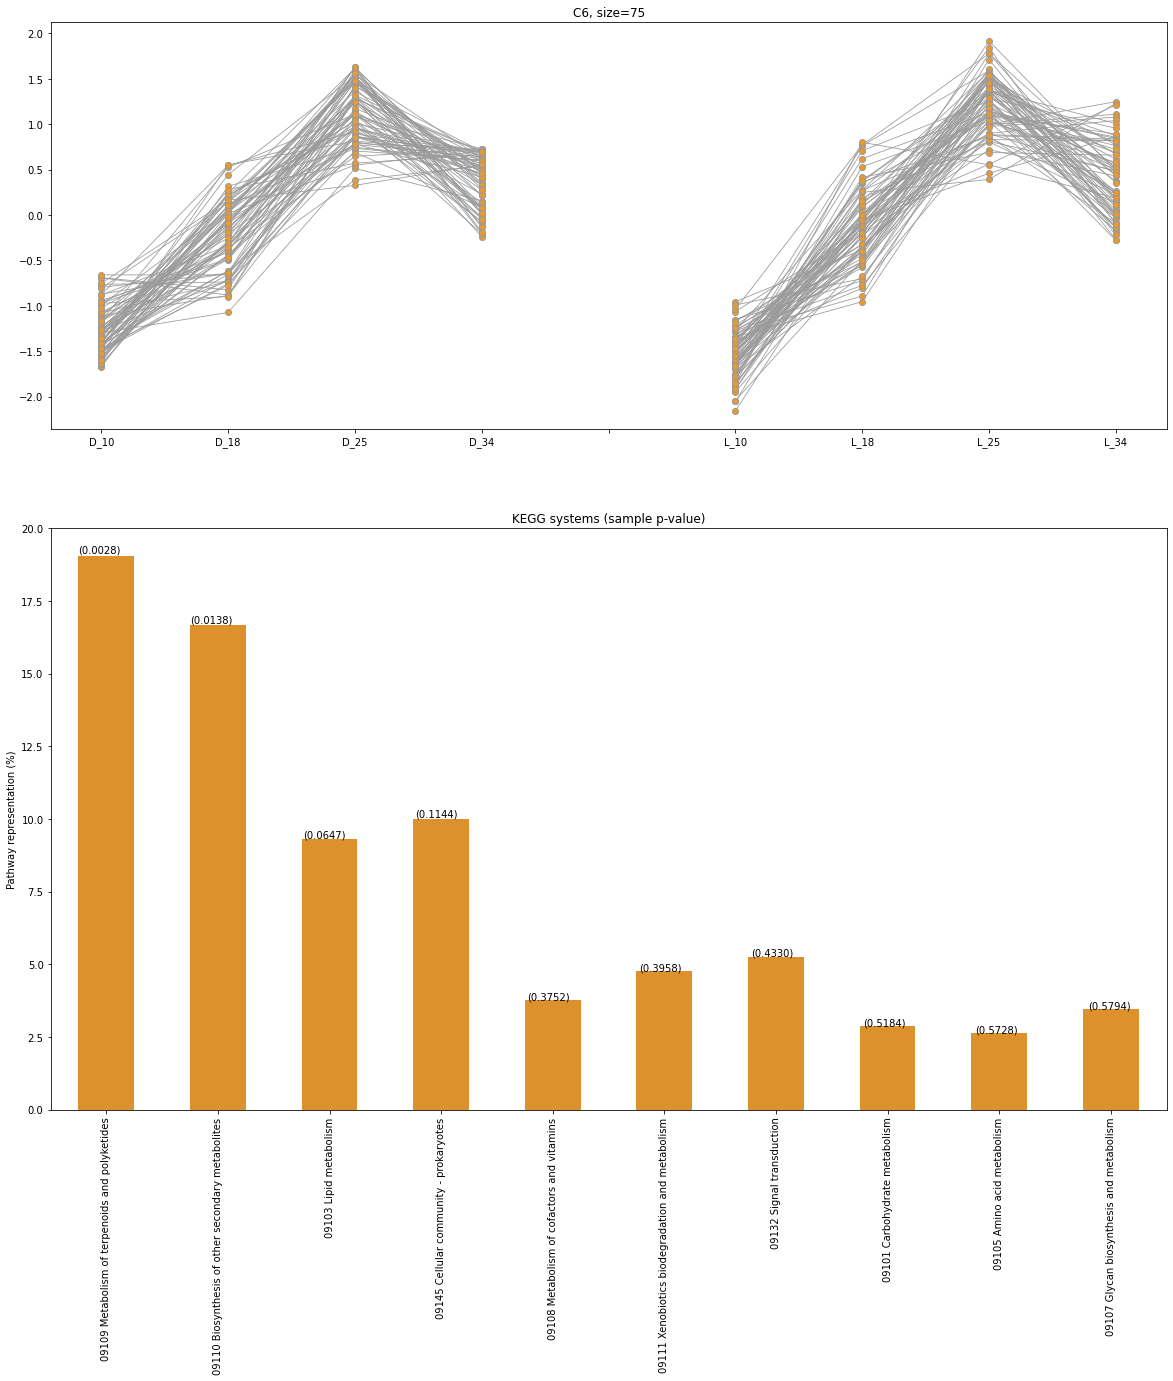 C6, size=75
2.0
1.5
1.0
0.5
0.0
−0.5
−1.0
−1.5
−2.0
D_10 D_18 D_25 D_34 L_10 L_18 L_25 L_34
KEGG systems (sample p-value)
Pathway representation (%)
20.0
17.5
15.0
12.5
10.0
7.5
5.0
2.5
0.0
(0.0028)
(0.0138)
(0.0647)
(0.1144)
(0.3752)
(0.3958)
(0.4330)
(0.5184)
(0.5728)
(0.5794)
09109 Metabolism of terpenoids and polyketides
09110 Biosynthesis of other secondary metabolites
09103 Lipid metabolism
09145 Cellular community - prokaryotes
09108 Metabolism of cofactors and vitamins
09111 Xenobiotics biodegradation and metabolism
09132 Signal transduction
09101 Carbohydrate metabolism
09105 Amino acid metabolism
09107 Glycan biosynthesis and metabolism